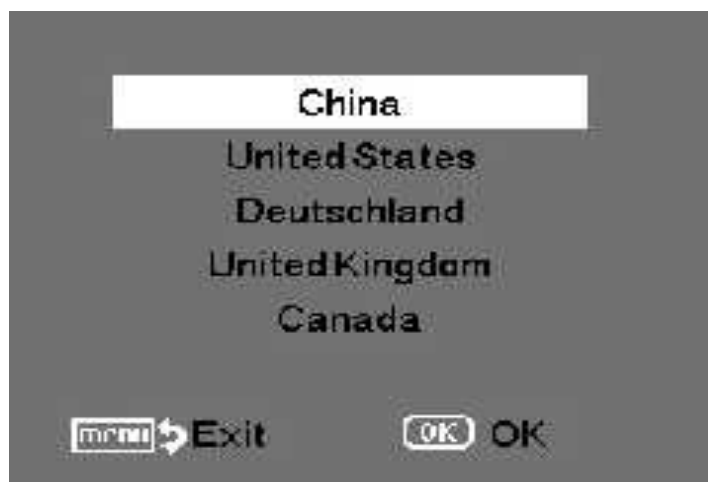 China
United States
Deutschland
United Kingdom
Canada
menu Exit OK OK